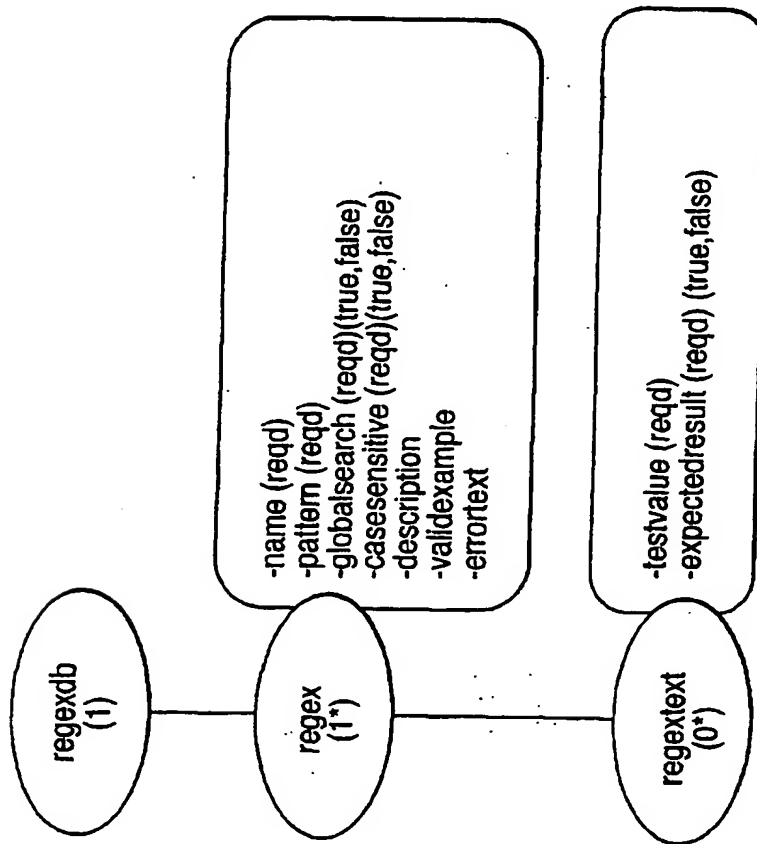 regexdb
(1)
regex
(1*)
-name (reqd)
-pattern (reqd)
-globalsearch (reqd)(true,false)
-casesensitive (reqd)(true,false)
-description
-validexample
-errortext
regextext
(0*)
-testvalue (reqd)
-expectedresult (reqd) (true,false)